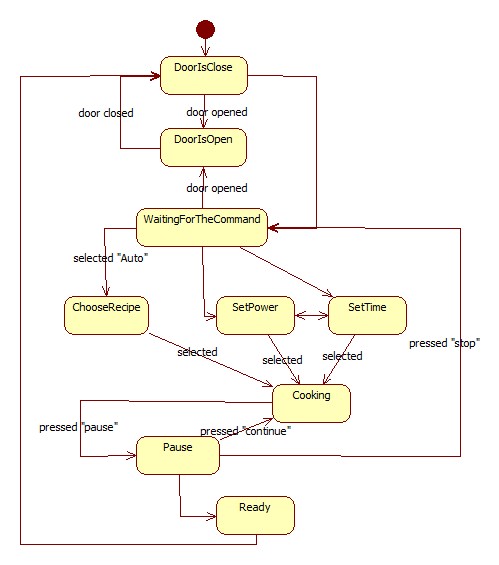 DoorIsClose
door closed
door opened
DoorIsOpen
door opened
WaitingForTheCommand
selected "Auto"
ChooseRecipe
SetPower
SetTime
pressed "stop"
selected
selected
selected
Cooking
pressed "pause"
pressed "continue"
Pause
Ready